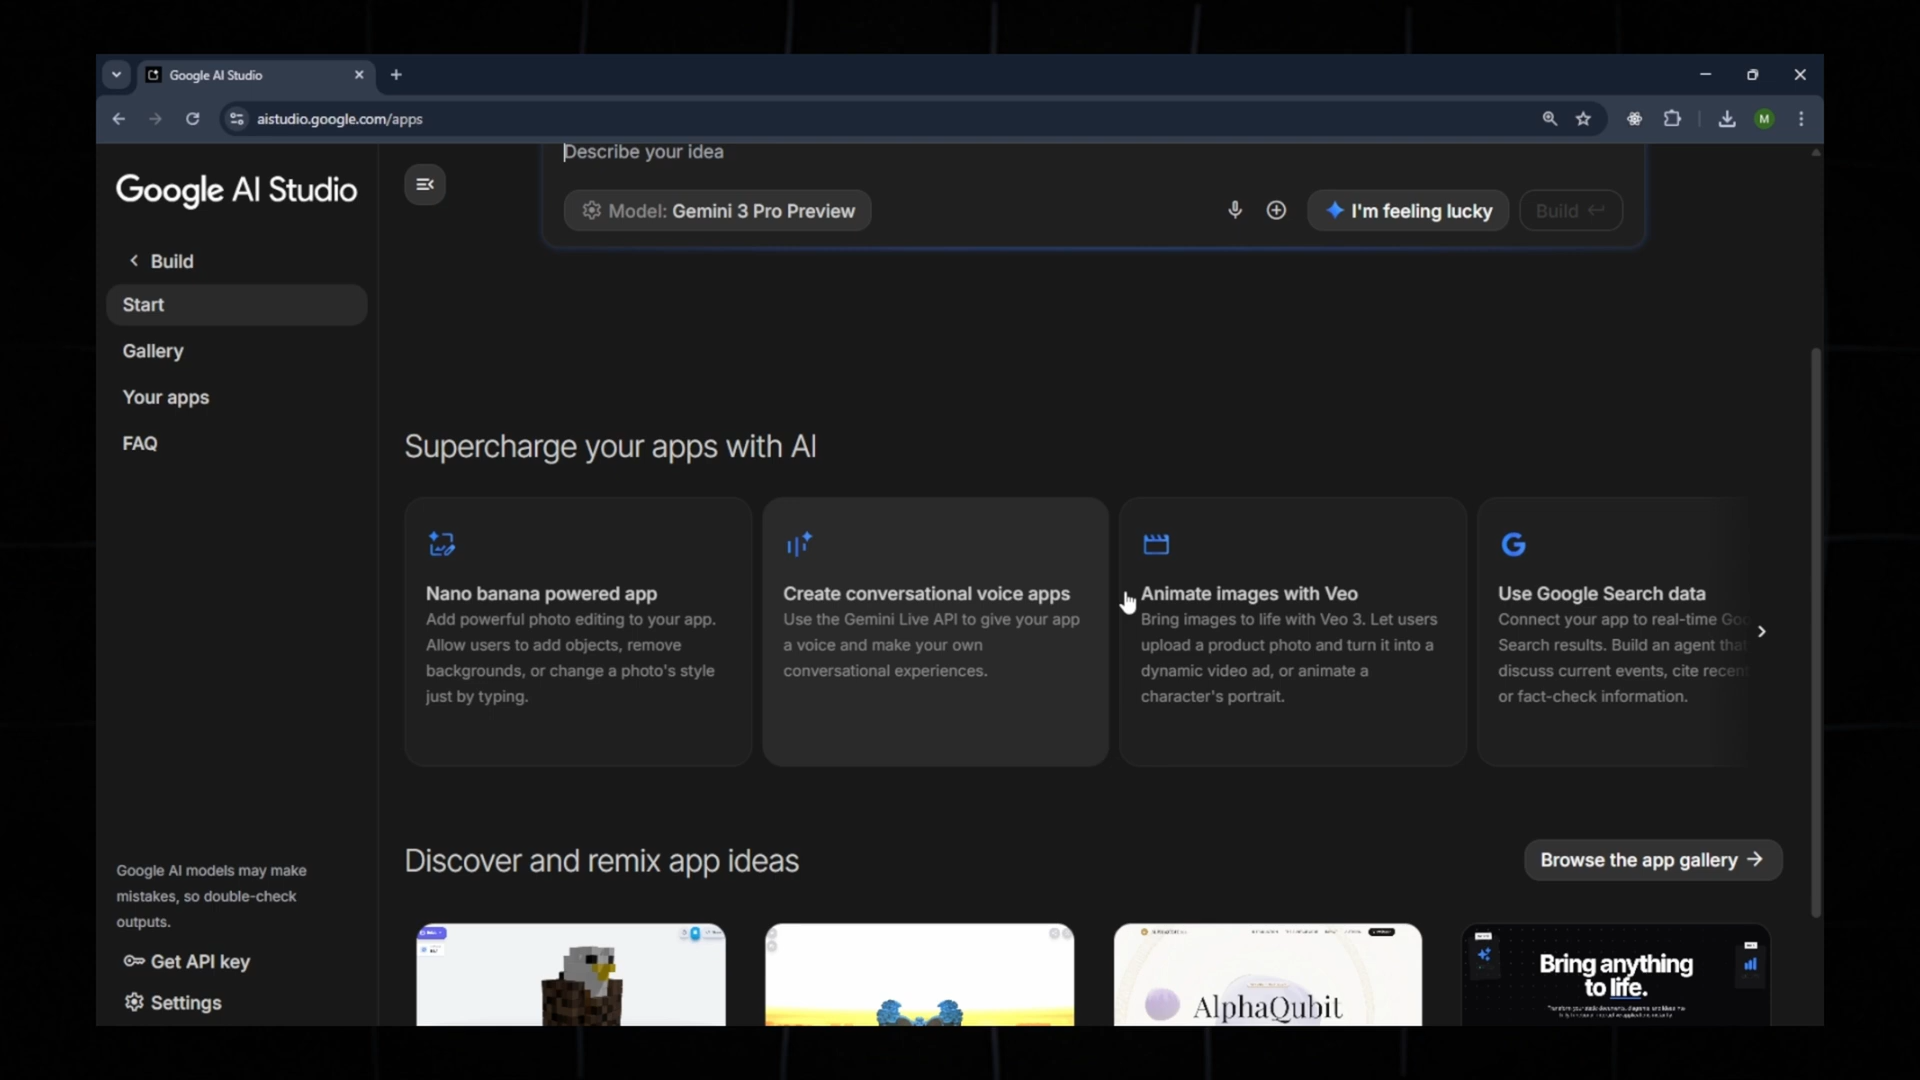 Google AI Studio
aistudio.google.com/apps
M
Google AI Studio
Build
Start
Gallery
Your apps
FAQ
Google AI models may make
mistakes, so double-check
outputs.
Get API key
Settings
Describe your idea
Model: Gemini 3 Pro Preview
I'm feeling lucky
Build
Supercharge your apps with AI
Nano banana powered app
Add powerful photo editing to your app.
Allow users to add objects, remove
backgrounds, or change a photo's style
just by typing.
Create conversational voice apps
Use the Gemini Live API to give your app
a voice and make your own
conversational experiences.
Animate images with Veo
Bring images to life with Veo 3. Let users
upload a product photo and turn it into a
dynamic video ad, or animate a
character's portrait.
Use Google Search data
Connect your app to real-time Goo
Search results. Build an agent that
discuss current events, cite recent
or fact-check information.
Discover and remix app ideas
Browse the app gallery
AlphaQubit
Bring anything
to life.